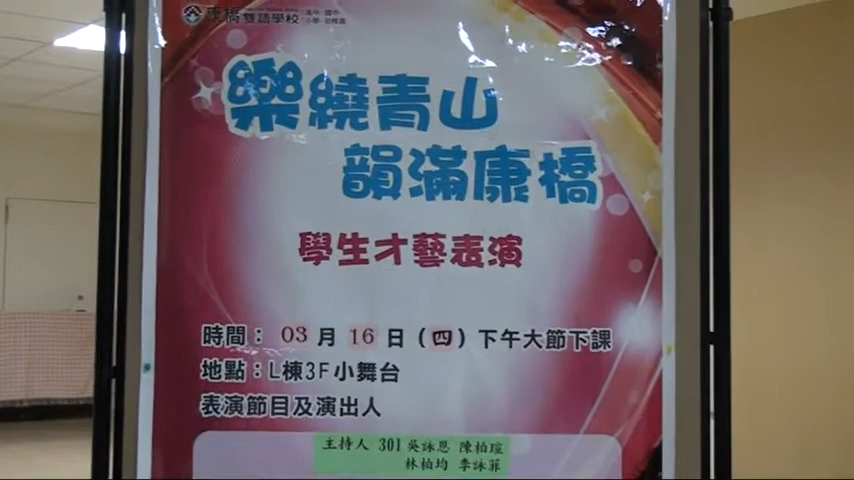 康橋雙語學校
樂繞青山
韻滿康橋
學生才藝表演
時間：03月16日（四）下午大節下課
地點：L棟3F小舞台
表演節目及演出人
主持人 301 吳詠恩 陳柏瑄
林柏均 李詠菲